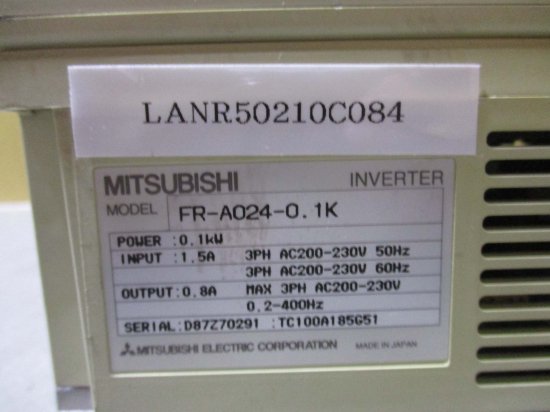 LANR50210C084
MITSUBISHI INVERTER
MODEL FR-A024-0.1K
POWER :0.1kW
INPUT :1.5A 3PH AC200-230V 50Hz
3PH AC200-230V 60Hz
OUTPUT:0.8A MAX 3PH AC200-230V
0.2-400Hz
SERIAL:D87Z70291 :TC100A185G51
MITSUBISHI ELECTRIC CORPORATION MADE IN JAPAN